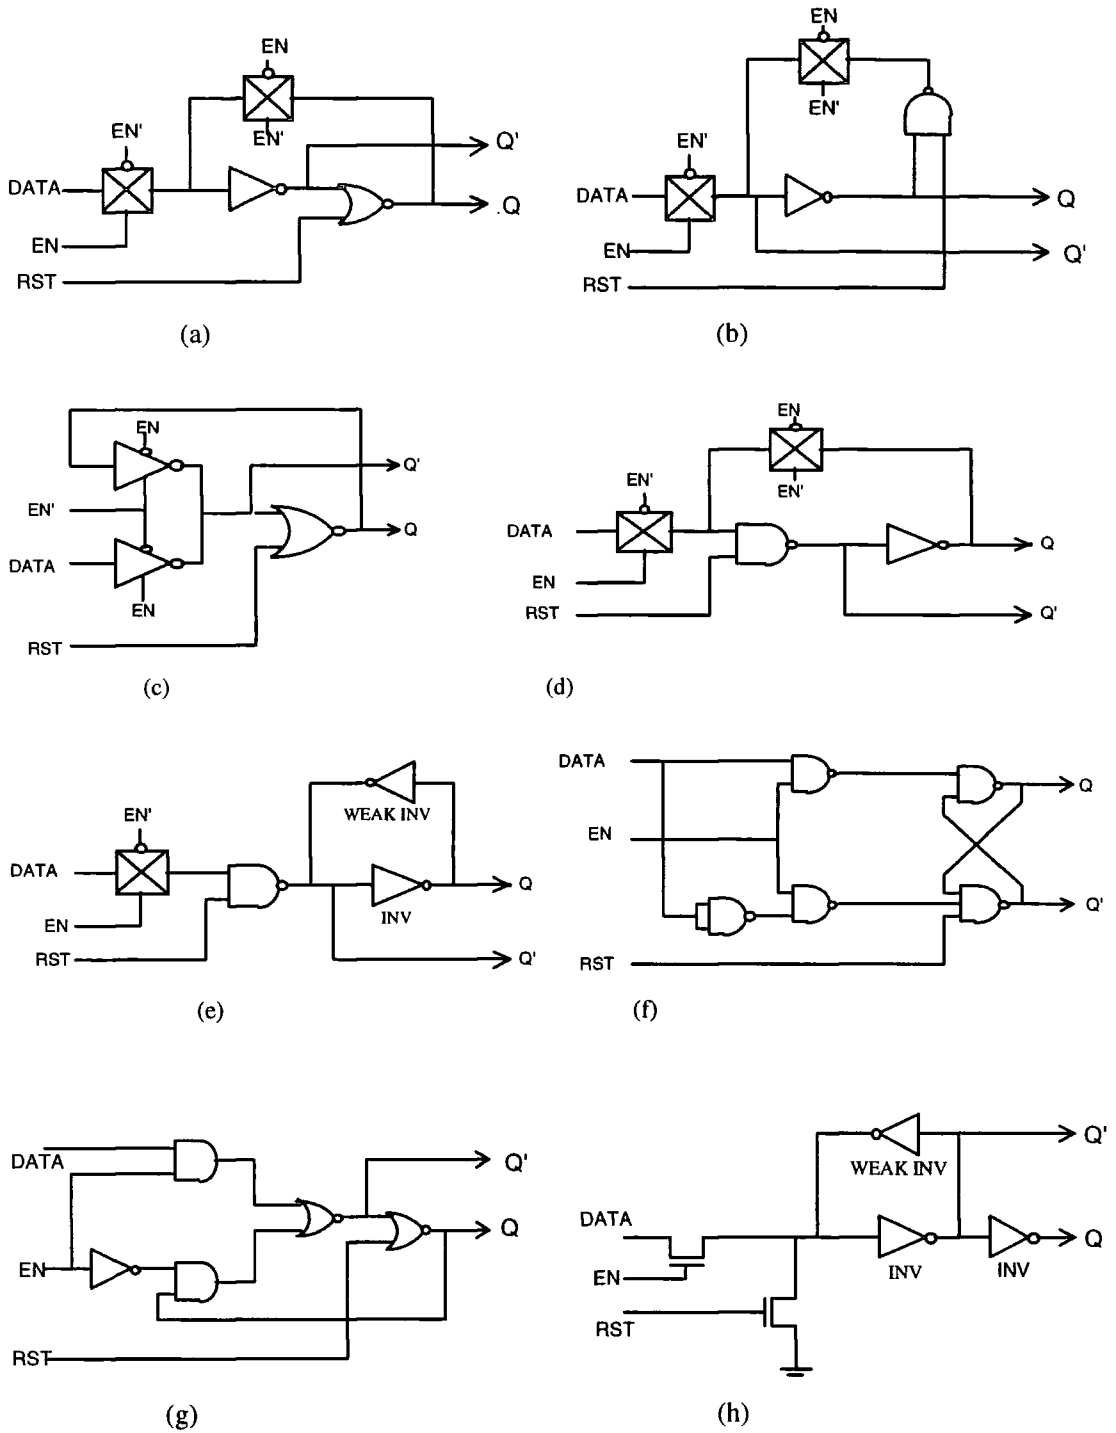 EN
EN'
EN'
DATA
Q'
.Q
EN
RST
(a)
EN
EN'
EN'
DATA
Q
EN
Q'
RST
(b)
EN
Q'
EN'
DATA
Q
EN
RST
(c)
EN
EN'
EN'
DATA
Q
EN
RST
Q'
(d)
WEAK INV
EN'
DATA
Q
INV
EN
RST
Q'
(e)
DATA
Q
EN
Q'
RST
(f)
DATA
Q'
Q
EN
RST
(g)
Q'
WEAK INV
DATA
Q
INV
INV
EN
RST
(h)